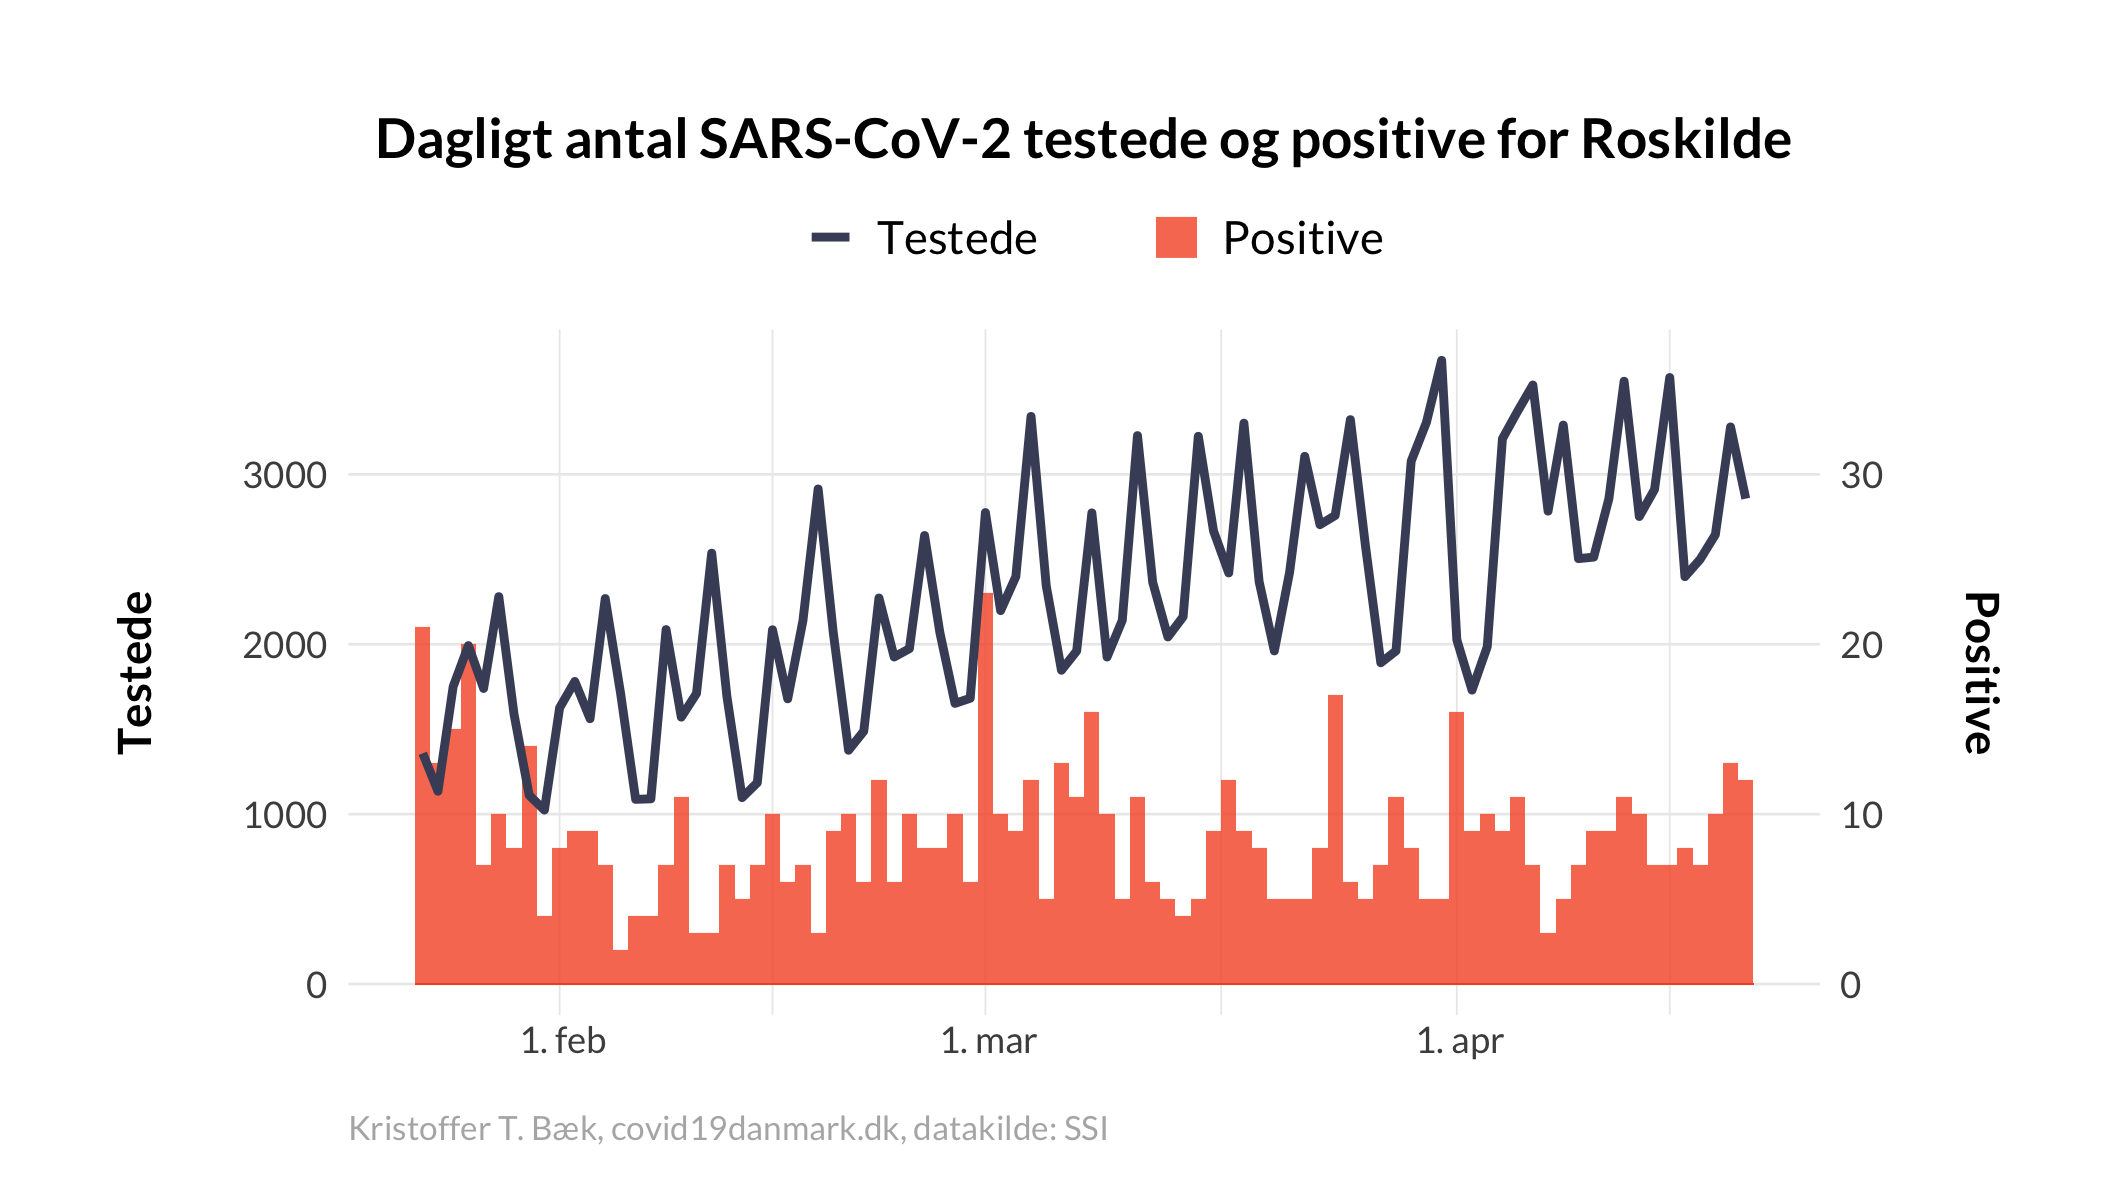 Dagligt antal SARS-CoV-2 testede og positive for Roskilde
Testede Positive
3000 30
2000 20
1000 10
0 0
Testede
Positive
1. feb 1. mar 1. apr
Kristoffer T. Bæk, covid19danmark.dk, datakilde: SSI